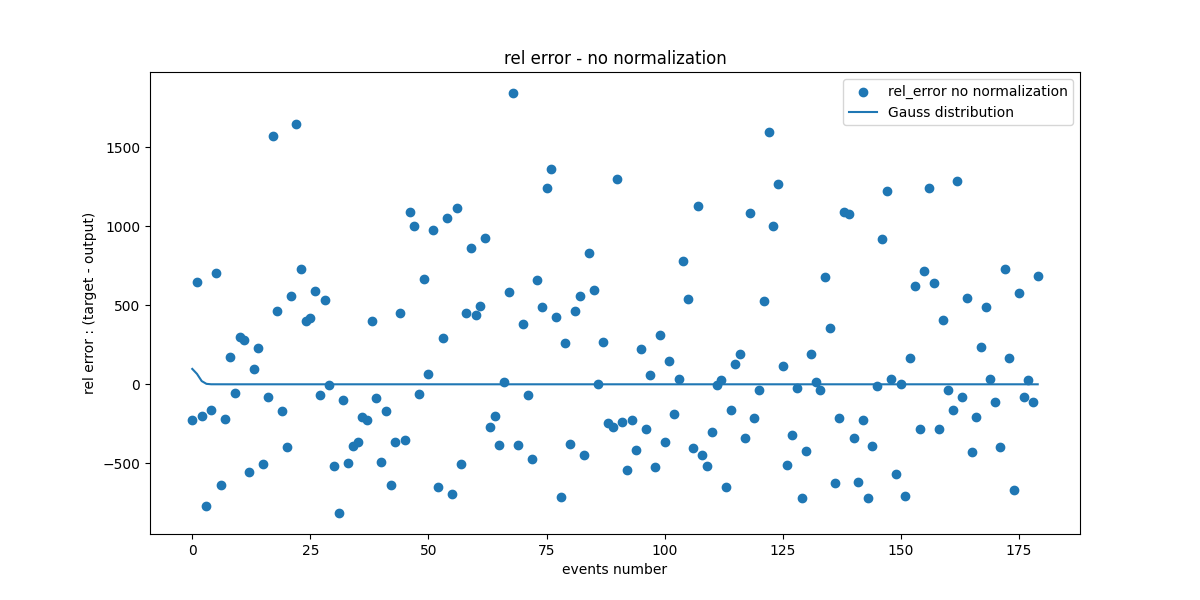 rel error - no normalization
rel_error no normalization
Gauss distribution
rel error : (target - output)
1500
1000
500
0
−500
0
25
50
75
100
125
150
175
events number